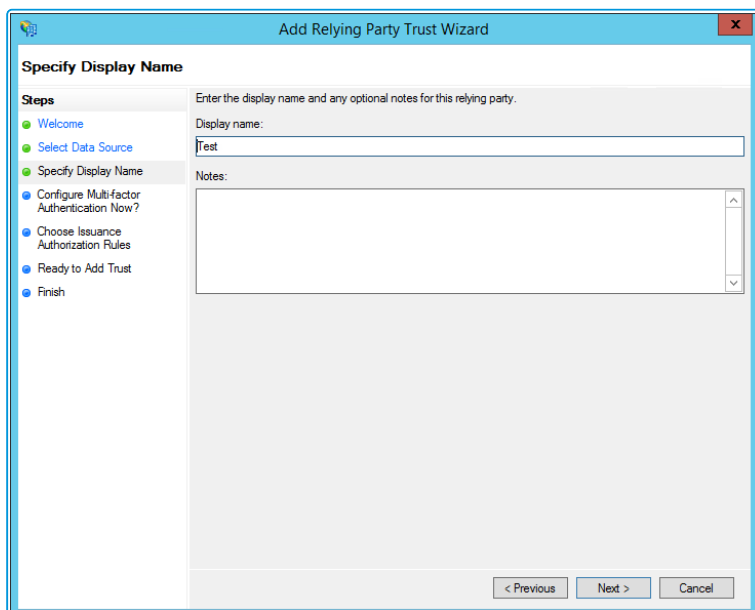 Add Relying Party Trust Wizard
x
Specify Display Name
Steps
Welcome
Select Data Source
Specify Display Name
Configure Multi-factor
Authentication Now?
Choose Issuance
Authorization Rules
Ready to Add Trust
Finish
Enter the display name and any optional notes for this relying party.
Display name:
Test
Notes:
< Previous
Next >
Cancel